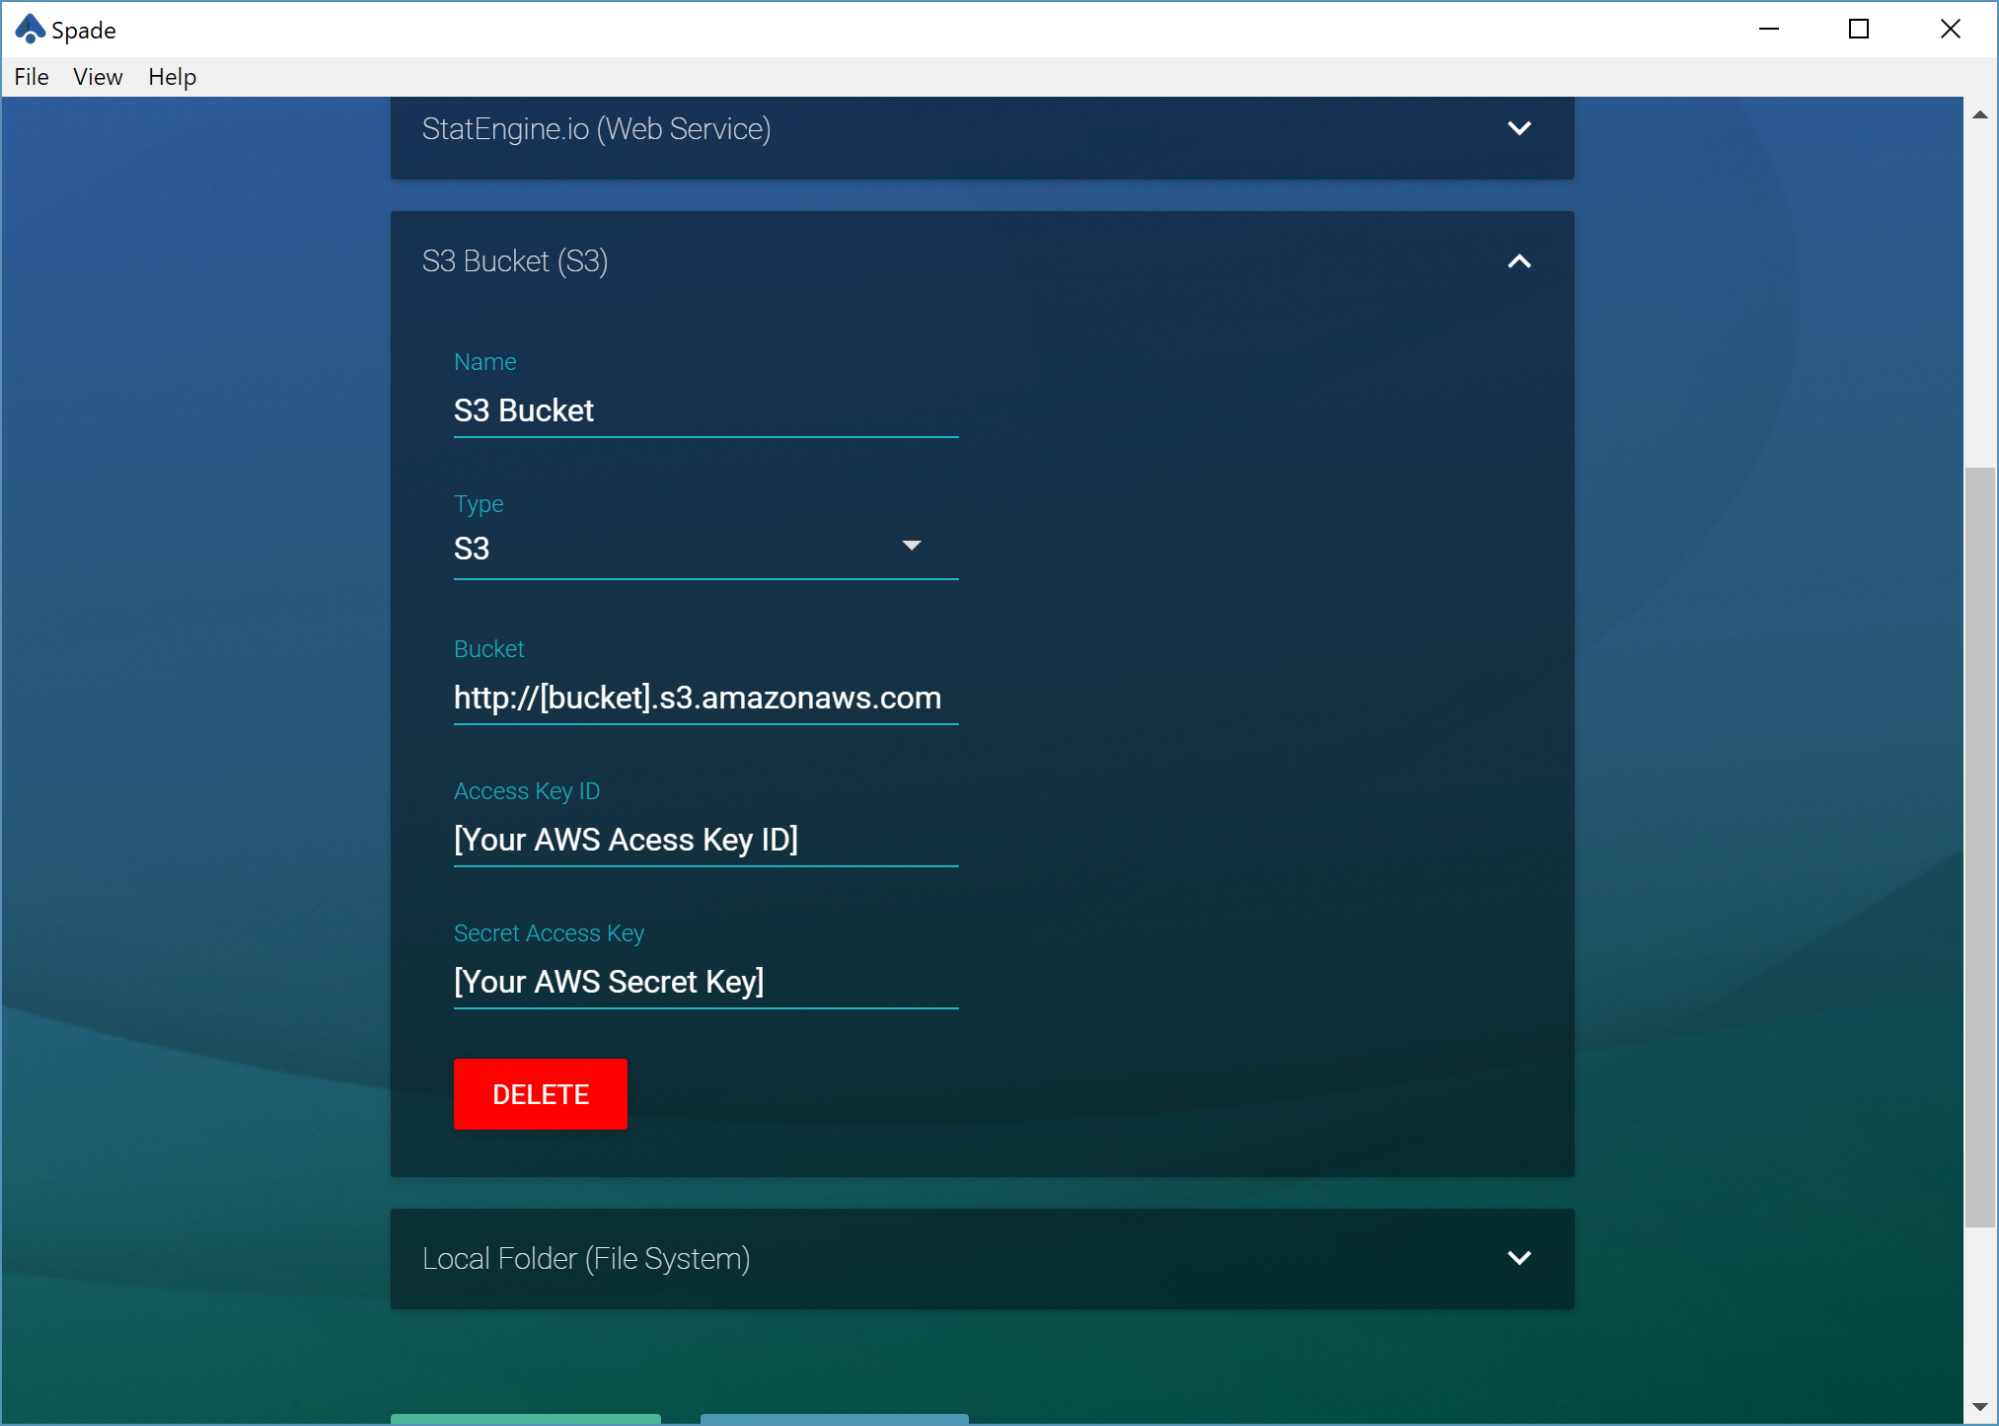 Spade
File View Help
StatEngine.io (Web Service)
S3 Bucket (S3)
Name
S3 Bucket
Type
S3
Bucket
http://[bucket].s3.amazonaws.com
Access Key ID
[Your AWS Acess Key ID]
Secret Access Key
[Your AWS Secret Key]
DELETE
Local Folder (File System)